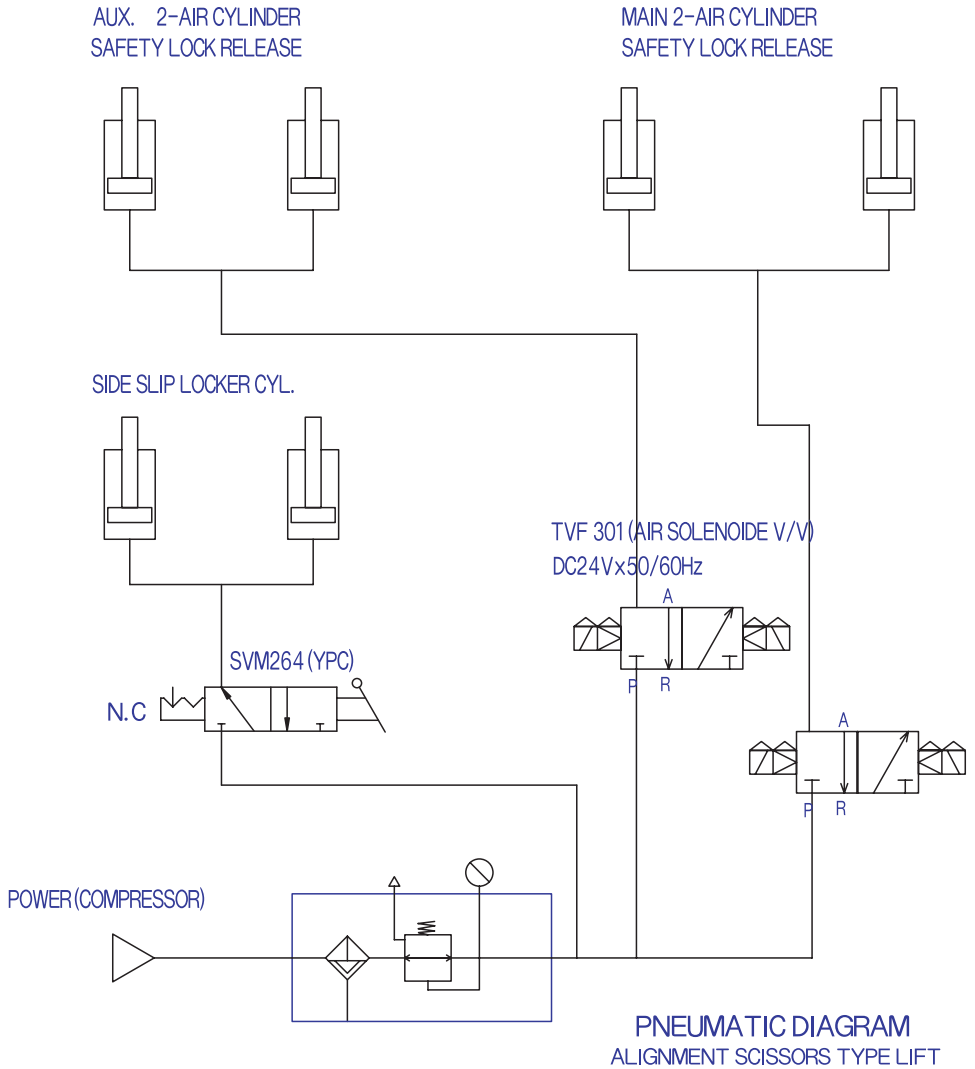 AUX. 2-AIR CYLINDER
SAFETY LOCK RELEASE
MAIN 2-AIR CYLINDER
SAFETY LOCK RELEASE
SIDE SLIP LOCKER CYL.
TVF 301 (AIR SOLENOIDE V/V)
DC24Vx50/60Hz
A
P
R
SVM264 (YPC)
N.C
A
P
R
POWER (COMPRESSOR)
PNEUMATIC DIAGRAM
ALIGNMENT SCISSORS TYPE LIFT